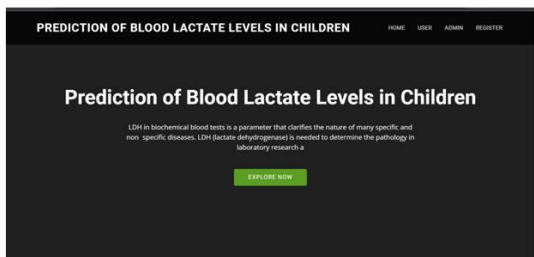 PREDICTION OF BLOOD LACTATE LEVELS IN CHILDREN HOME USER ADMIN REGISTER
Prediction of Blood Lactate Levels in Children
LDH in biochemical blood tests is a parameter that clarifies the nature of many specific and
non specific diseases. LDH (lactate dehydrogenase) is needed to determine the pathology in
laboratory research a
EXPLORE NOW